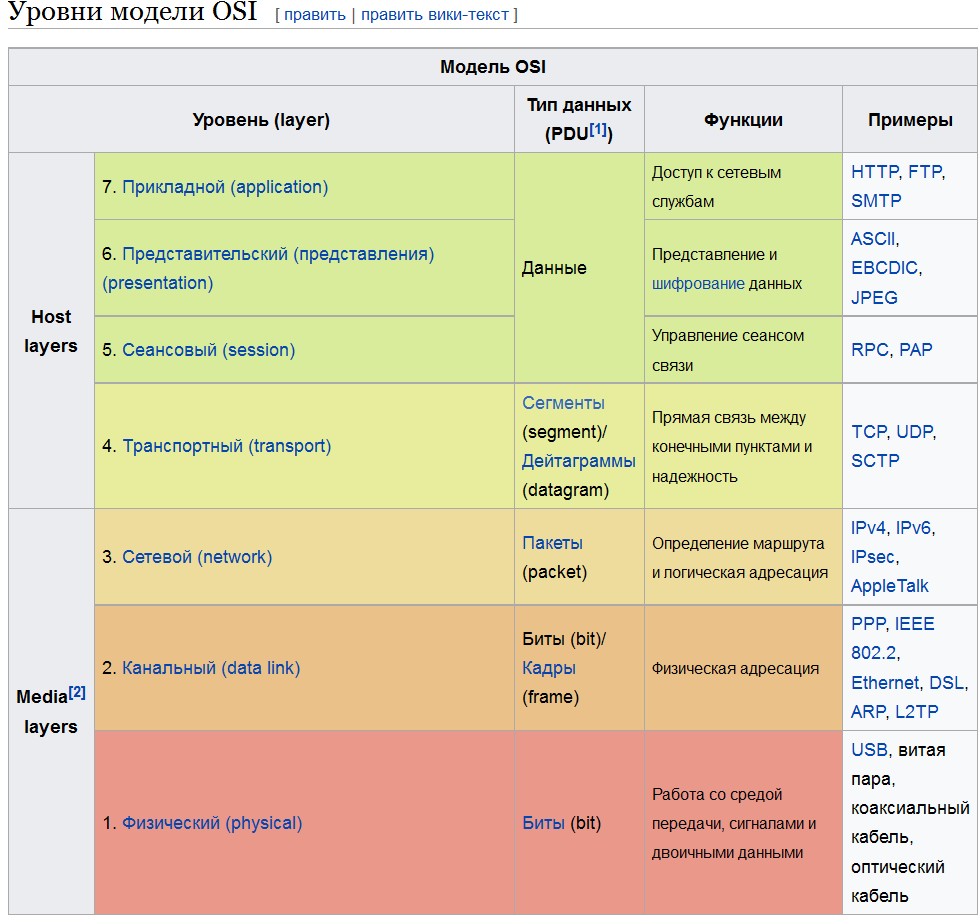 Уровни модели OSI [ править | править вики-текст ]
Модель OSI
Уровень (layer)
Тип данных
(PDU[1])
Функции
Примеры
Host
layers
7. Прикладной (application)
Данные
Доступ к сетевым
службам
HTTP, FTP,
SMTP
6. Представительский (представления)
(presentation)
Представление и
шифрование данных
ASCII,
EBCDIC,
JPEG
5. Сеансовый (session)
Управление сеансом
связи
RPC, PAP
4. Транспортный (transport)
Сегменты
(segment)/
Дейтаграммы
(datagram)
Прямая связь между
конечными пунктами и
надежность
TCP, UDP,
SCTP
Media[2]
layers
3. Сетевой (network)
Пакеты
(packet)
Определение маршрута
и логическая адресация
IPv4, IPv6,
IPsec,
AppleTalk
2. Канальный (data link)
Биты (bit)/
Кадры
(frame)
Физическая адресация
PPP, IEEE
802.2,
Ethernet, DSL,
ARP, L2TP
1. Физический (physical)
Биты (bit)
Работа со средой
передачи, сигналами и
двоичными данными
USB, витая
пара,
коаксиальный
кабель,
оптический
кабель